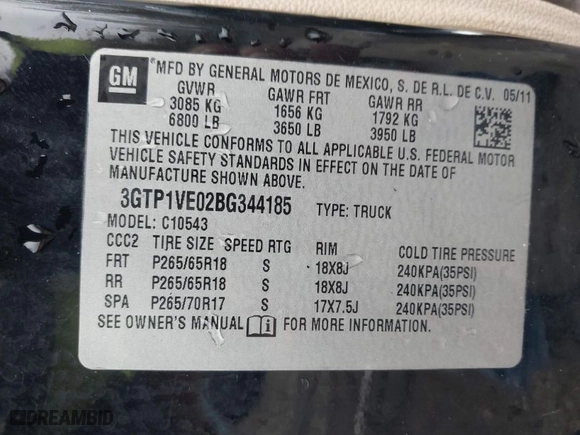 GM
MFD BY GENERAL MOTORS DE MEXICO, S. DE R.L. DE C.V. 05/11
GVWR GAWR FRT GAWR RR
3085 KG 1656 KG 1792 KG
6800 LB 3650 LB 3950 LB
THIS VEHICLE CONFORMS TO ALL APPLICABLE U.S. FEDERAL MOTOR
VEHICLE SAFETY STANDARDS IN EFFECT ON THE DATE OF
MANUFACTURE SHOWN ABOVE.
3GTP1VE02BG344185 TYPE: TRUCK
MODEL: C10543
CCC2 TIRE SIZE SPEED RTG RIM COLD TIRE PRESSURE
FRT P265/65R18 S 18X8J 240KPA(35PSI)
RR P265/65R18 S 18X8J 240KPA(35PSI)
SPA P265/70R17 S 17X7.5J 240KPA(35PSI)
SEE OWNER'S MANUAL FOR MORE INFORMATION.
DREAMBID